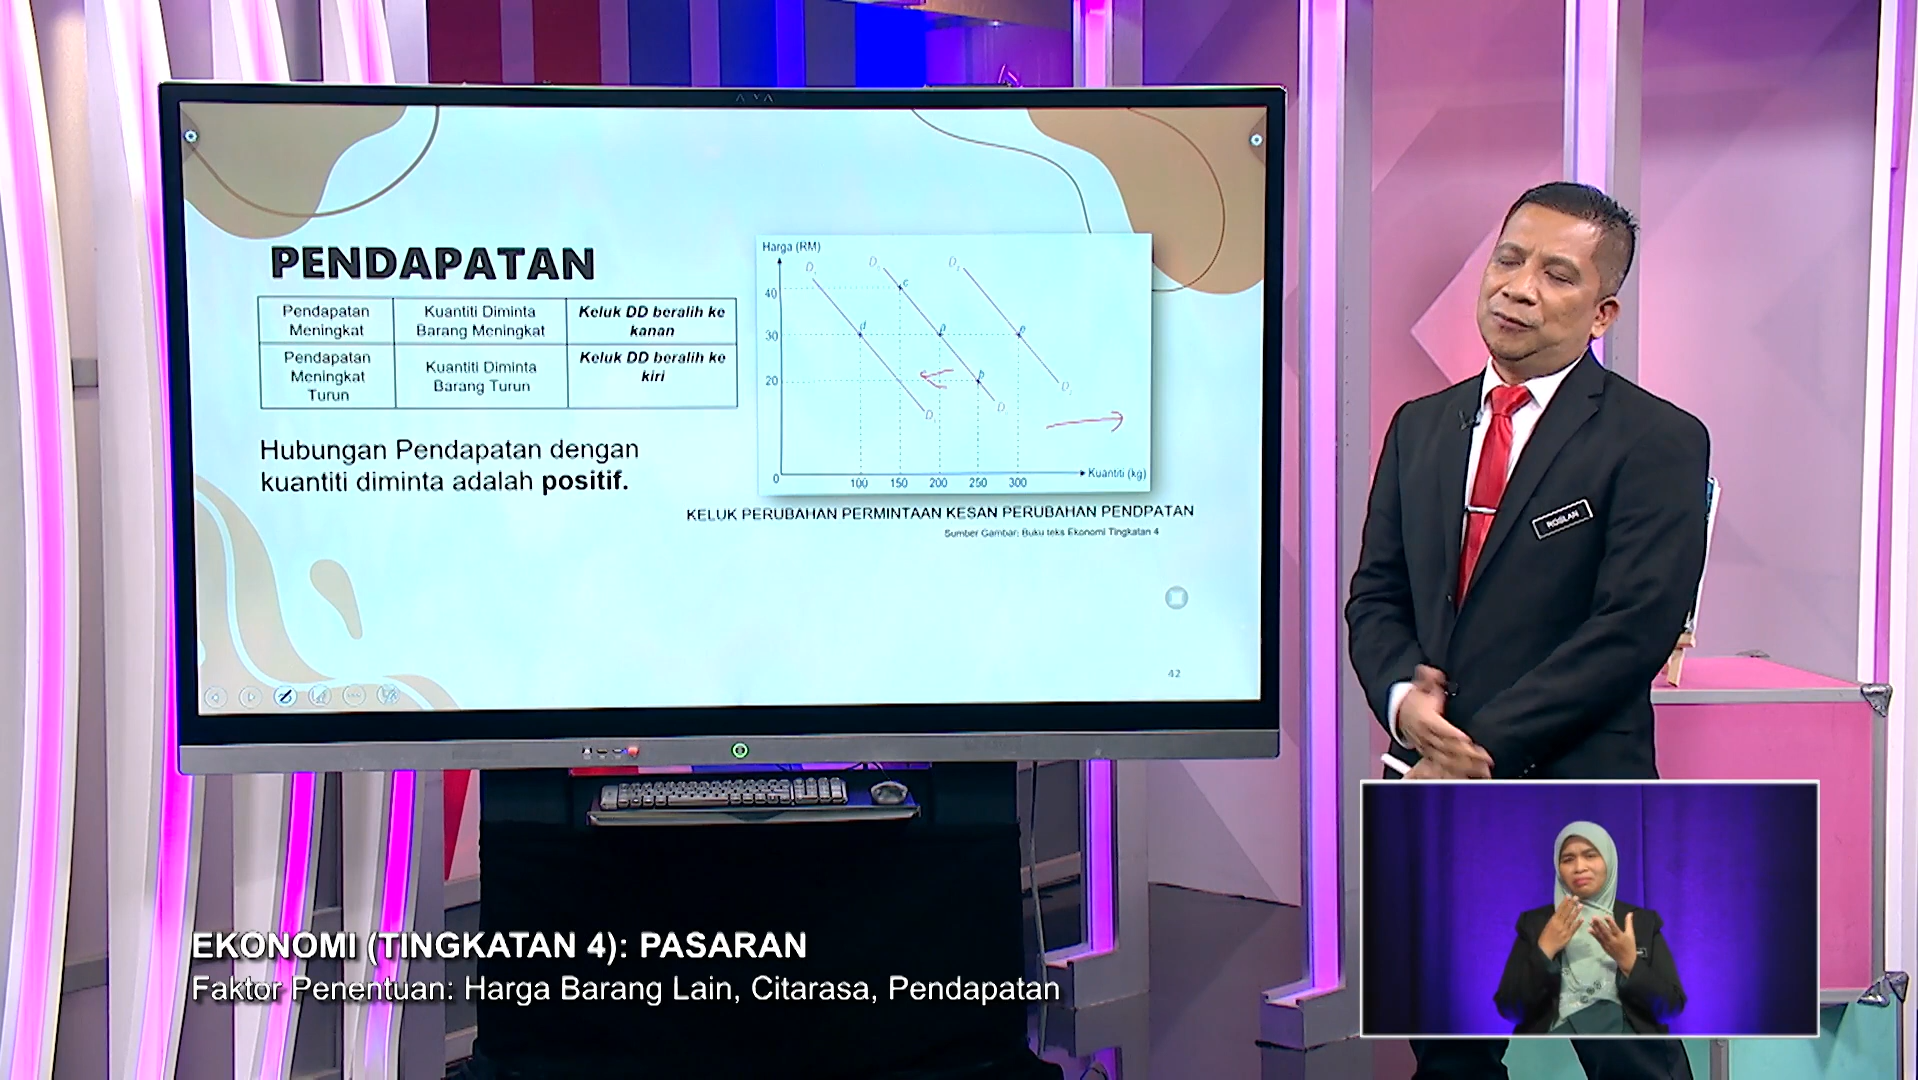 PENDAPATAN
Pendapatan
Meningkat
Kuantiti Diminta
Barang Meningkat
Keluk DD beralih ke
kanan
Pendapatan
Meningkat
Turun
Kuantiti Diminta
Barang Turun
Keluk DD beralih ke
kiri
Hubungan Pendapatan dengan
kuantiti diminta adalah positif.
Harga (RM)
40
30
20
0
100 150 200 250 300
Kuantiti (kg)
c
d
a
e
b
KELUK PERUBAHAN PERMINTAAN KESAN PERUBAHAN PENDPATAN
Sumber Gambar: Buku teks Ekonomi Tingkatan 4
42
ROSLAN
EKONOMI (TINGKATAN 4): PASARAN
Faktor Penentuan: Harga Barang Lain, Citarasa, Pendapatan